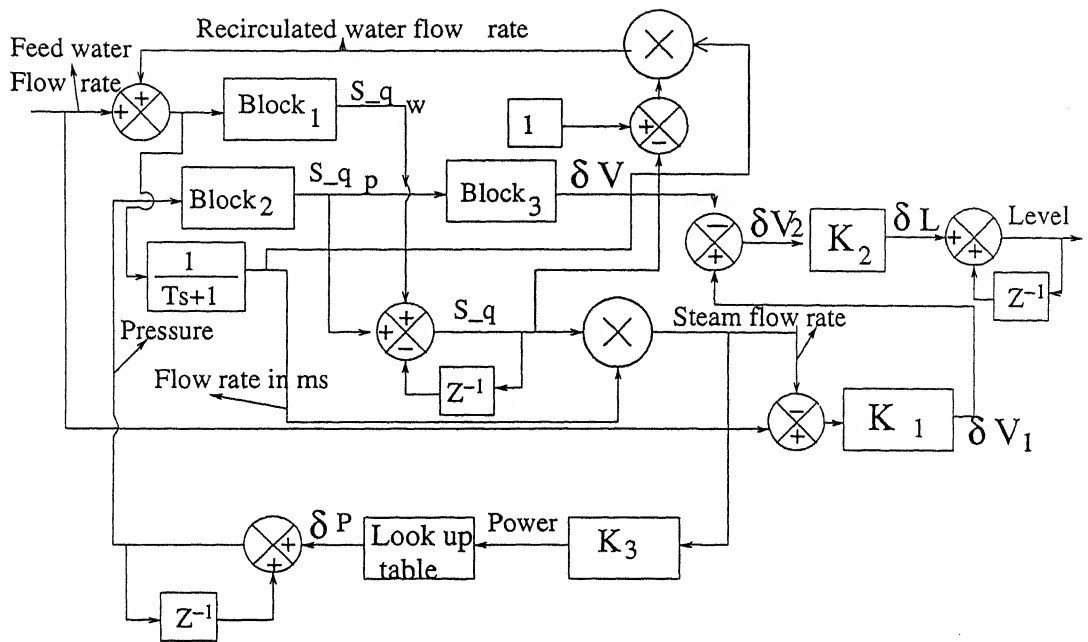 Recirculated water flow rate
Feed water
Flow rate
+
+
Block1
S_q w
1
+
−
Block2
S_q p
Block3
δ V
−
+
δV2
K2
δ L
+
+
Level
Z−1
1
Ts+1
Pressure
Flow rate in ms
+
+
−
S_q
Z−1
Steam flow rate
−
+
K 1
δ V1
+
+
δ P
Look up
table
Power
K3
Z−1